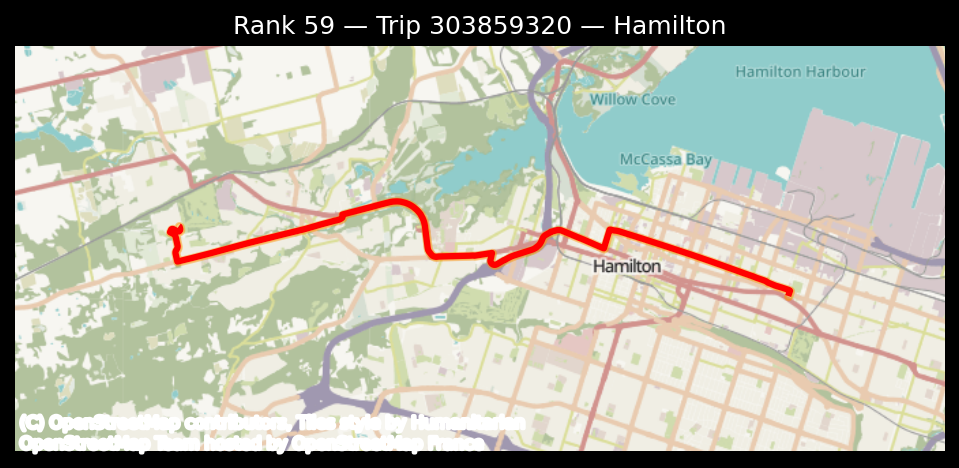 Rank 59 — Trip 303859320 — Hamilton
Hamilton Harbour
Willow Cove
McCassa Bay
Hamilton
(C) OpenStreetMap contributors, Tiles style by Humanitarian
OpenStreetMap Team hosted by OpenStreetMap France